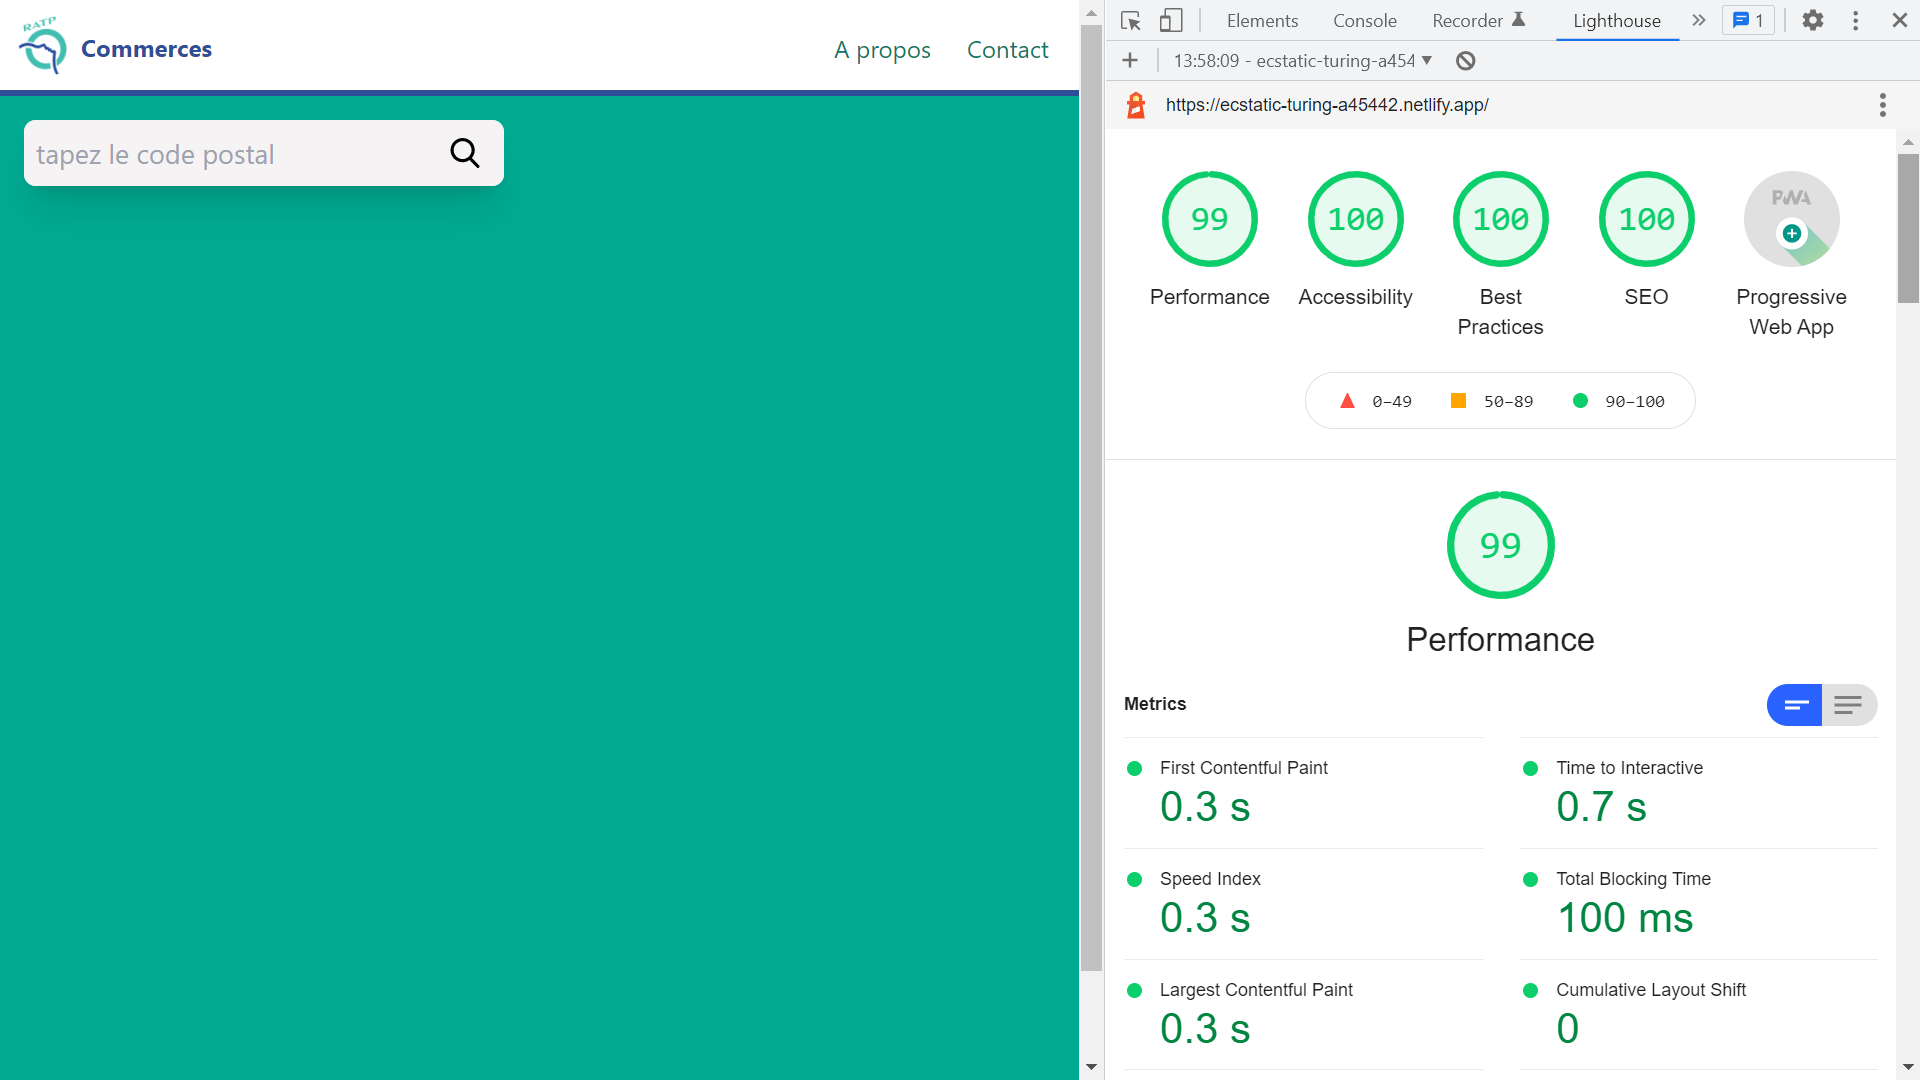 RATP
Commerces
A propos
Contact
tapez le code postal
Elements
Console
Recorder
Lighthouse
1
13:58:09 - ecstatic-turing-a454
https://ecstatic-turing-a45442.netlify.app/
99
100
100
100
PWA
Performance
Accessibility
Best
Practices
SEO
Progressive
Web App
0–49
50–89
90–100
99
Performance
Metrics
First Contentful Paint
0.3 s
Time to Interactive
0.7 s
Speed Index
0.3 s
Total Blocking Time
100 ms
Largest Contentful Paint
0.3 s
Cumulative Layout Shift
0